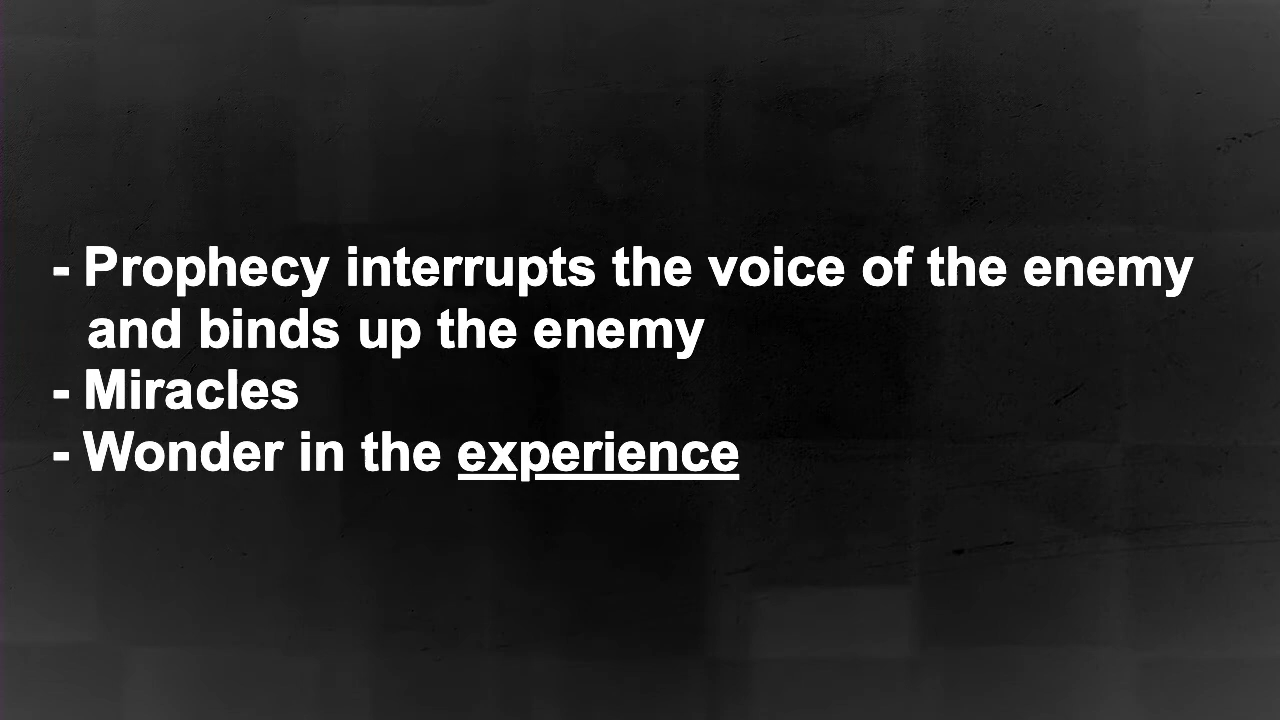 - Prophecy interrupts the voice of the enemy
and binds up the enemy
- Miracles
- Wonder in the experience